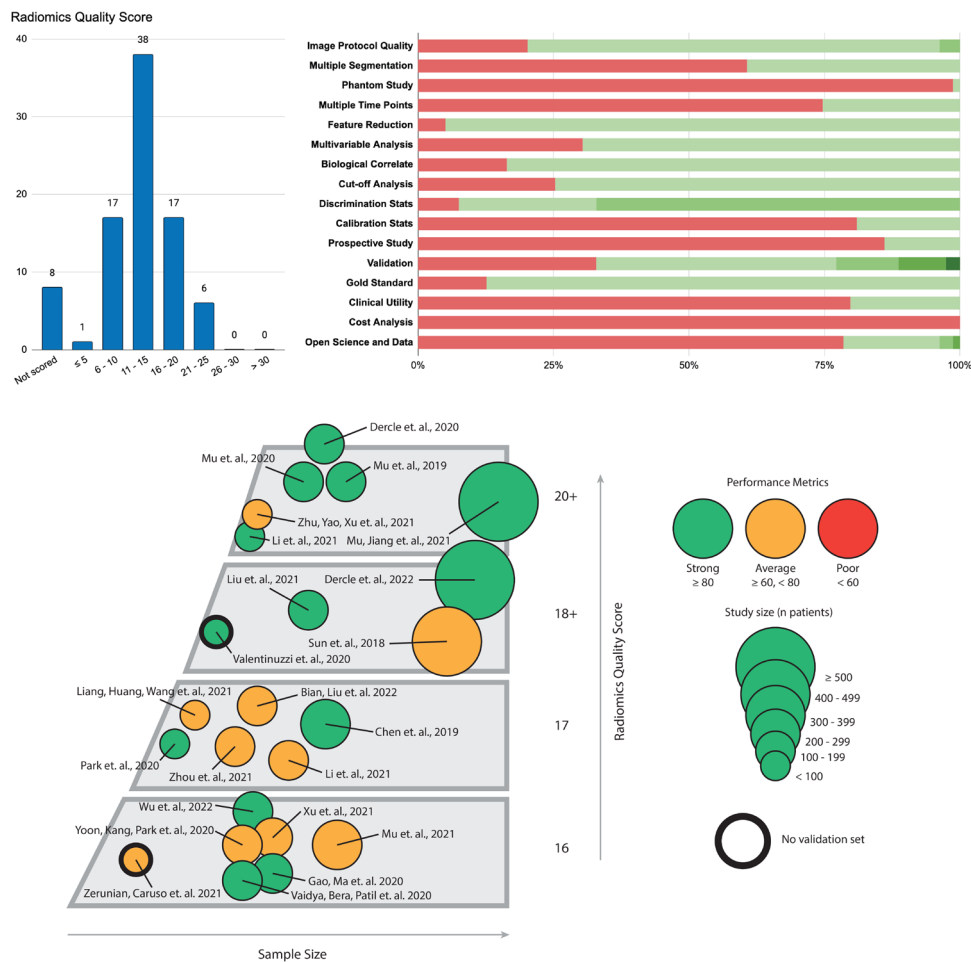 Radiomics Quality Score
40
30
20
10
0
8
1
17
38
17
6
0
0
Not scored
≤ 5
6 - 10
11 - 15
16 - 20
21 - 25
26 - 30
> 30
Image Protocol Quality
Multiple Segmentation
Phantom Study
Multiple Time Points
Feature Reduction
Multivariable Analysis
Biological Correlate
Cut-off Analysis
Discrimination Stats
Calibration Stats
Prospective Study
Validation
Gold Standard
Clinical Utility
Cost Analysis
Open Science and Data
0%
25%
50%
75%
100%
Dercle et. al., 2020
Mu et. al., 2020
Mu et. al., 2019
Zhu, Yao, Xu et al., 2021
Li et. al., 2021
Mu, Jiang et. al., 2021
20+
Liu et. al., 2021
Dercle et. al., 2022
Sun et. al., 2018
Valentinuzzi et. al., 2020
18+
Liang, Huang, Wang et. al., 2021
Bian, Liu et al. 2022
Chen et. al., 2019
Park et. al., 2020
Zhou et. al., 2021
Li et. al., 2021
17
Wu et. al., 2022
Xu et. al., 2021
Yoon, Kang, Park et al., 2020
Mu et. al., 2021
Zerunian, Caruso et. al. 2021
Gao, Ma et. al. 2020
Vaidya, Bera, Patil et. al. 2020
16
Sample Size
Radiomics Quality Score
Performance Metrics
Strong
≥ 80
Average
≥ 60, < 80
Poor
< 60
Study size (n patients)
≥ 500
400 - 499
300 - 399
200 - 299
100 - 199
< 100
No validation set